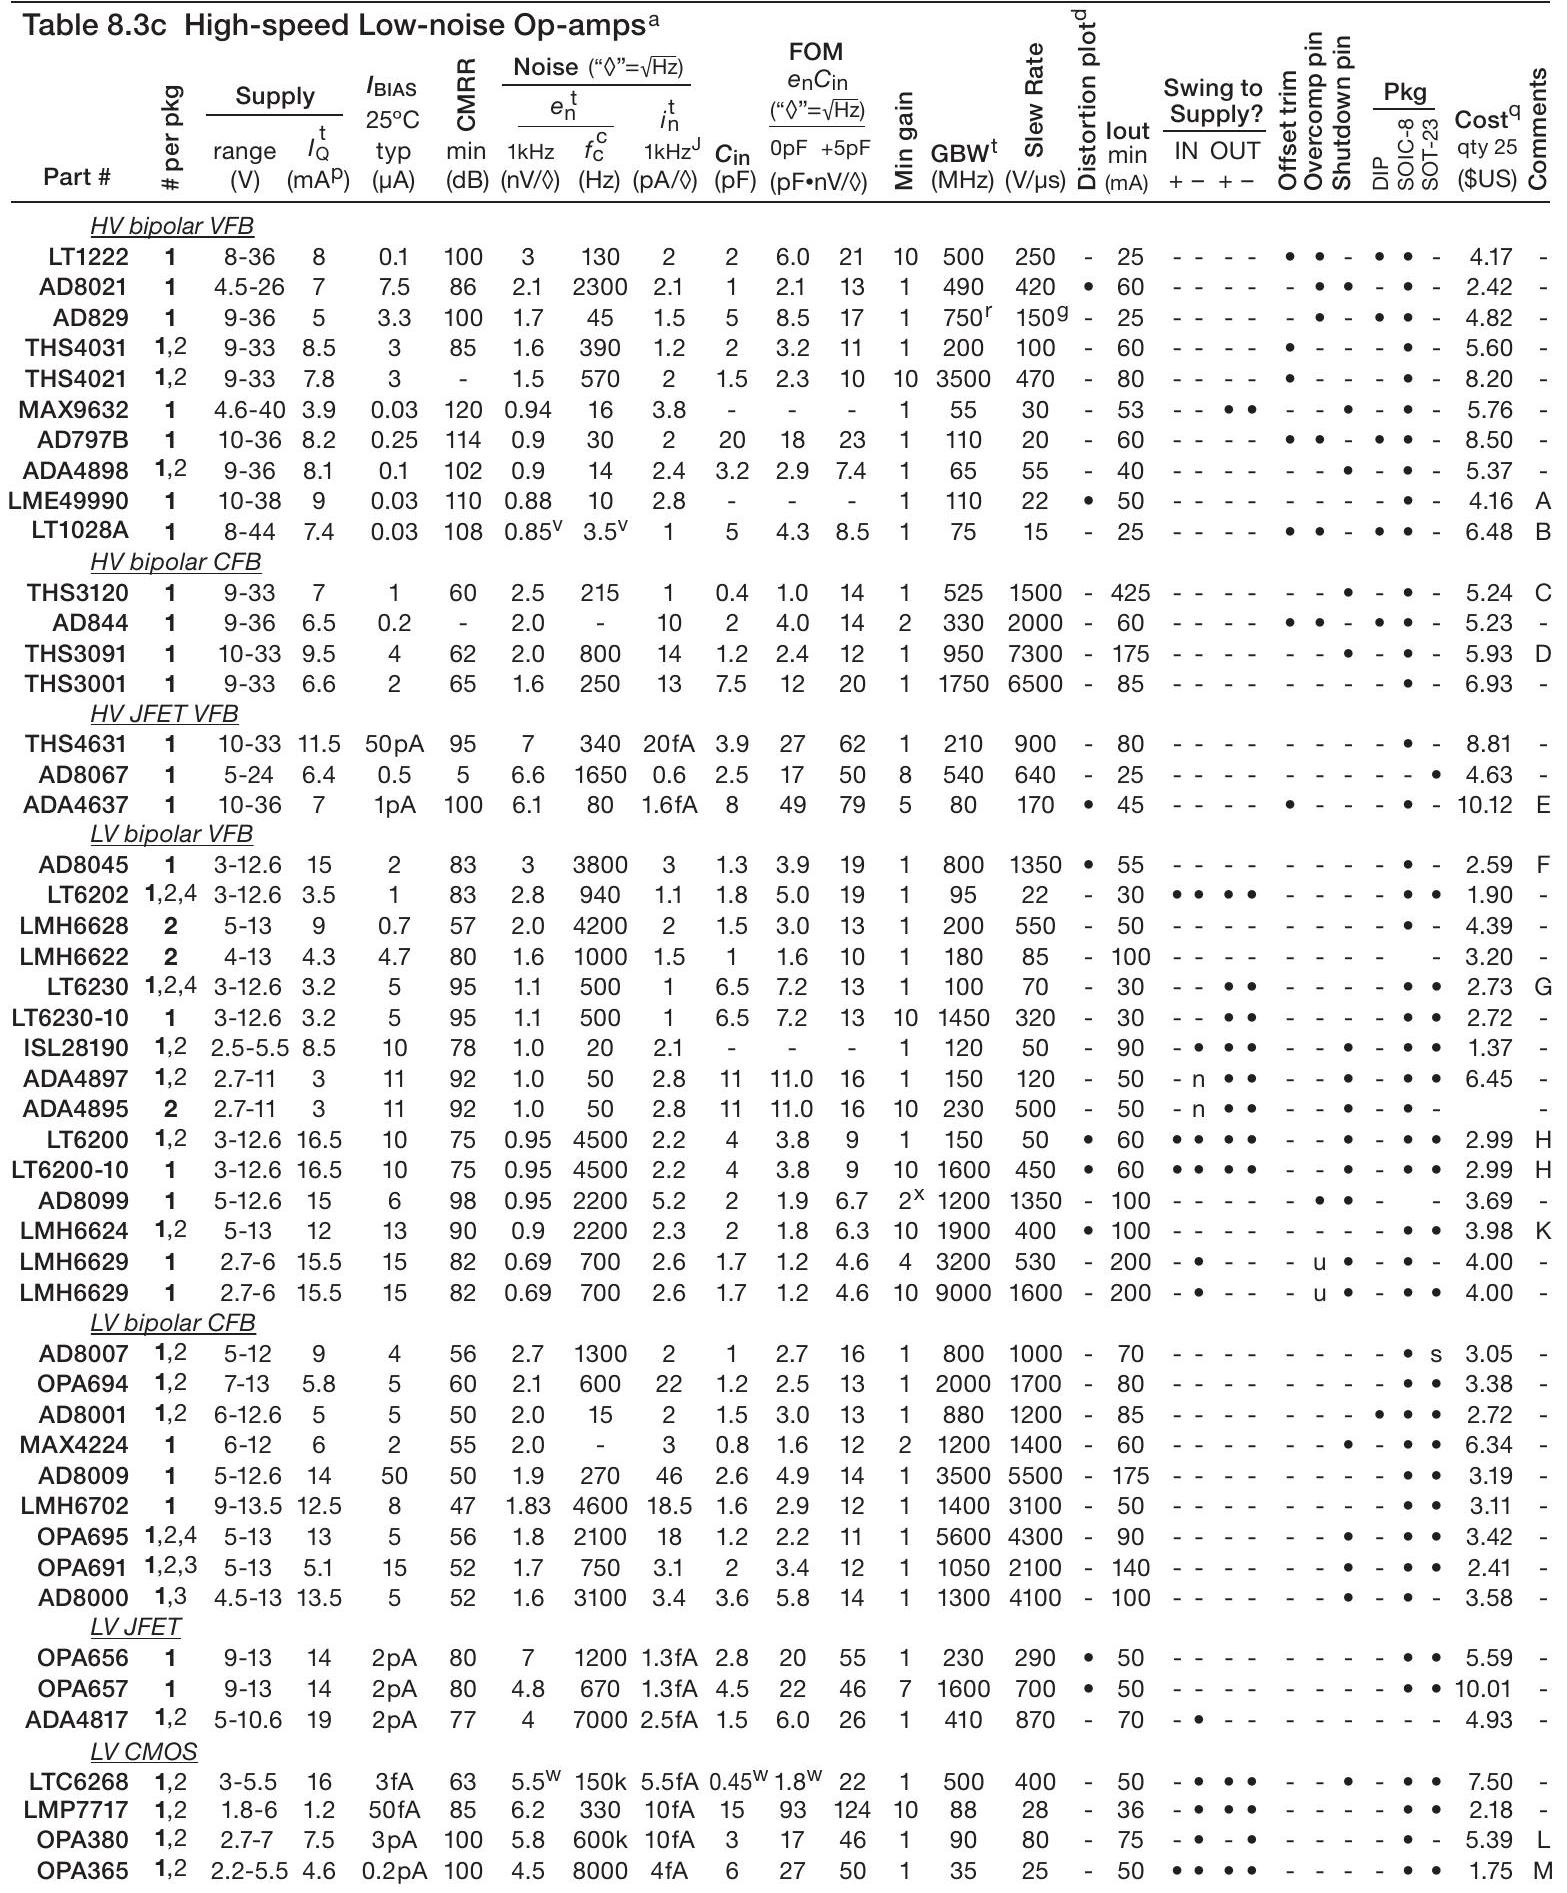 Table 8.3c High-speed Low-noise Op-amps^a
Part # | # per pkg | Supply range (V) | Supply I_Q^t (mA^p) | I_BIAS 25°C typ (µA) | CMRR min (dB) | Noise ("◊"=√Hz) e_n^t 1kHz (nV/◊) | f_c^c (Hz) | i_n^t 1kHz^J (pA/◊) | C_in (pF) | FOM e_nC_in ("◊"=√Hz) 0pF | +5pF (pF•nV/◊) | Min gain | GBW^t (MHz) | Slew Rate (V/µs) | Distortion plot^d | Iout min (mA) | Swing to Supply? IN + – OUT + – | Offset trim | Overcomp pin | Shutdown pin | Pkg DIP | SOIC-8 | SOT-23 | Cost^q qty 25 ($US) | Comments
HV bipolar VFB
LT1222 1 8-36 8 0.1 100 3 130 2 2 6.0 21 10 500 250 - 25 - - - - • • - • • - 4.17 -
AD8021 1 4.5-26 7 7.5 86 2.1 2300 2.1 1 2.1 13 1 490 420 • 60 - - - - - • • - • - 2.42 -
AD829 1 9-36 5 3.3 100 1.7 45 1.5 5 8.5 17 1 750^r 150^g - 25 - - - - - • - • • - 4.82 -
THS4031 1,2 9-33 8.5 3 85 1.6 390 1.2 2 3.2 11 1 200 100 - 60 - - - - • - - - • - 5.60 -
THS4021 1,2 9-33 7.8 3 - 1.5 570 2 1.5 2.3 10 10 3500 470 - 80 - - - - • - - - • - 8.20 -
MAX9632 1 4.6-40 3.9 0.03 120 0.94 16 3.8 - - - 1 55 30 - 53 - - • • - - • - • - 5.76 -
AD797B 1 10-36 8.2 0.25 114 0.9 30 2 20 18 23 1 110 20 - 60 - - - - • • - • • - 8.50 -
ADA4898 1,2 9-36 8.1 0.1 102 0.9 14 2.4 3.2 2.9 7.4 1 65 55 - 40 - - - - - - • - • - 5.37 -
LME49990 1 10-38 9 0.03 110 0.88 10 2.8 - - - 1 110 22 • 50 - - - - - - - - • - 4.16 A
LT1028A 1 8-44 7.4 0.03 108 0.85^v 3.5^v 1 5 4.3 8.5 1 75 15 - 25 - - - - • • - • • - 6.48 B
HV bipolar CFB
THS3120 1 9-33 7 1 60 2.5 215 1 0.4 1.0 14 1 525 1500 - 425 - - - - - - • - • - 5.24 C
AD844 1 9-36 6.5 0.2 - 2.0 - 10 2 4.0 14 2 330 2000 - 60 - - - - • • - • • - 5.23 -
THS3091 1 10-33 9.5 4 62 2.0 800 14 1.2 2.4 12 1 950 7300 - 175 - - - - - - • - • - 5.93 D
THS3001 1 9-33 6.6 2 65 1.6 250 13 7.5 12 20 1 1750 6500 - 85 - - - - - - - - • - 6.93 -
HV JFET VFB
THS4631 1 10-33 11.5 50pA 95 7 340 20fA 3.9 27 62 1 210 900 - 80 - - - - - - - - • - 8.81 -
AD8067 1 5-24 6.4 0.5 5 6.6 1650 0.6 2.5 17 50 8 540 640 - 25 - - - - - - - - - • 4.63 -
ADA4637 1 10-36 7 1pA 100 6.1 80 1.6fA 8 49 79 5 80 170 • 45 - - - - • - - - • - 10.12 E
LV bipolar VFB
AD8045 1 3-12.6 15 2 83 3 3800 3 1.3 3.9 19 1 800 1350 • 55 - - - - - - - - • - 2.59 F
LT6202 1,2,4 3-12.6 3.5 1 83 2.8 940 1.1 1.8 5.0 19 1 95 22 - 30 • • • • - - - - • • 1.90 -
LMH6628 2 5-13 9 0.7 57 2.0 4200 2 1.5 3.0 13 1 200 550 - 50 - - - - - - - - • - 4.39 -
LMH6622 2 4-13 4.3 4.7 80 1.6 1000 1.5 1 1.6 10 1 180 85 - 100 - - - - - - - - - 3.20 -
LT6230 1,2,4 3-12.6 3.2 5 95 1.1 500 1 6.5 7.2 13 1 100 70 - 30 - - • • - - - - • • 2.73 G
LT6230-10 1 3-12.6 3.2 5 95 1.1 500 1 6.5 7.2 13 10 1450 320 - 30 - - • • - - - - • • 2.72 -
ISL28190 1,2 2.5-5.5 8.5 10 78 1.0 20 2.1 - - - 1 120 50 - 90 - • • • - - • - • • 1.37 -
ADA4897 1,2 2.7-11 3 11 92 1.0 50 2.8 11 11.0 16 1 150 120 - 50 - n • • - - • - • • 6.45 -
ADA4895 2 2.7-11 3 11 92 1.0 50 2.8 11 11.0 16 10 230 500 - 50 - n • • - - • - • - -
LT6200 1,2 3-12.6 16.5 10 75 0.95 4500 2.2 4 3.8 9 1 150 50 • 60 • • • • - - • - • • 2.99 H
LT6200-10 1 3-12.6 16.5 10 75 0.95 4500 2.2 4 3.8 9 10 1600 450 • 60 • • • • - - • - • • 2.99 H
AD8099 1 5-12.6 15 6 98 0.95 2200 5.2 2 1.9 6.7 2^x 1200 1350 - 100 - - - - - • • - - 3.69 -
LMH6624 1,2 5-13 12 13 90 0.9 2200 2.3 2 1.8 6.3 10 1900 400 • 100 - - - - - - - - • • 3.98 K
LMH6629 1 2.7-6 15.5 15 82 0.69 700 2.6 1.7 1.2 4.6 4 3200 530 - 200 - • - - - u • - • - 4.00 -
LMH6629 1 2.7-6 15.5 15 82 0.69 700 2.6 1.7 1.2 4.6 10 9000 1600 - 200 - • - - - u • - • • 4.00 -
LV bipolar CFB
AD8007 1,2 5-12 9 4 56 2.7 1300 2 1 2.7 16 1 800 1000 - 70 - - - - - - - - • s 3.05 -
OPA694 1,2 7-13 5.8 5 60 2.1 600 22 1.2 2.5 13 1 2000 1700 - 80 - - - - - - - - • • 3.38 -
AD8001 1,2 6-12.6 5 5 50 2.0 15 2 1.5 3.0 13 1 880 1200 - 85 - - - - - - - • • • 2.72 -
MAX4224 1 6-12 6 2 55 2.0 - 3 0.8 1.6 12 2 1200 1400 - 60 - - - - - - • - • • 6.34 -
AD8009 1 5-12.6 14 50 50 1.9 270 46 2.6 4.9 14 1 3500 5500 - 175 - - - - - - - - • • 3.19 -
LMH6702 1 9-13.5 12.5 8 47 1.83 4600 18.5 1.6 2.9 12 1 1400 3100 - 50 - - - - - - - - • • 3.11 -
OPA695 1,2,4 5-13 13 5 56 1.8 2100 18 1.2 2.2 11 1 5600 4300 - 90 - - - - - - • - • • 3.42 -
OPA691 1,2,3 5-13 5.1 15 52 1.7 750 3.1 2 3.4 12 1 1050 2100 - 140 - - - - - - • - • • 2.41 -
AD8000 1,3 4.5-13 13.5 5 52 1.6 3100 3.4 3.6 5.8 14 1 1300 4100 - 100 - - - - - - • - • - 3.58 -
LV JFET
OPA656 1 9-13 14 2pA 80 7 1200 1.3fA 2.8 20 55 1 230 290 • 50 - - - - - - - - • • 5.59 -
OPA657 1 9-13 14 2pA 80 4.8 670 1.3fA 4.5 22 46 7 1600 700 • 50 - - - - - - - - • • 10.01 -
ADA4817 1,2 5-10.6 19 2pA 77 4 7000 2.5fA 1.5 6.0 26 1 410 870 - 70 - • - - - - - - - - 4.93 -
LV CMOS
LTC6268 1,2 3-5.5 16 3fA 63 5.5^w 150k 5.5fA 0.45^w 1.8^w 22 1 500 400 - 50 - • • • - - • - • - 7.50 -
LMP7717 1,2 1.8-6 1.2 50fA 85 6.2 330 10fA 15 93 124 10 88 28 - 36 - • • • - - - - • • 2.18 -
OPA380 1,2 2.7-7 7.5 3pA 100 5.8 600k 10fA 3 17 46 1 90 80 - 75 - • - • - - - - • - 5.39 L
OPA365 1,2 2.2-5.5 4.6 0.2pA 100 4.5 8000 4fA 6 27 50 1 35 25 - 50 • • • • - - - - • • 1.75 M